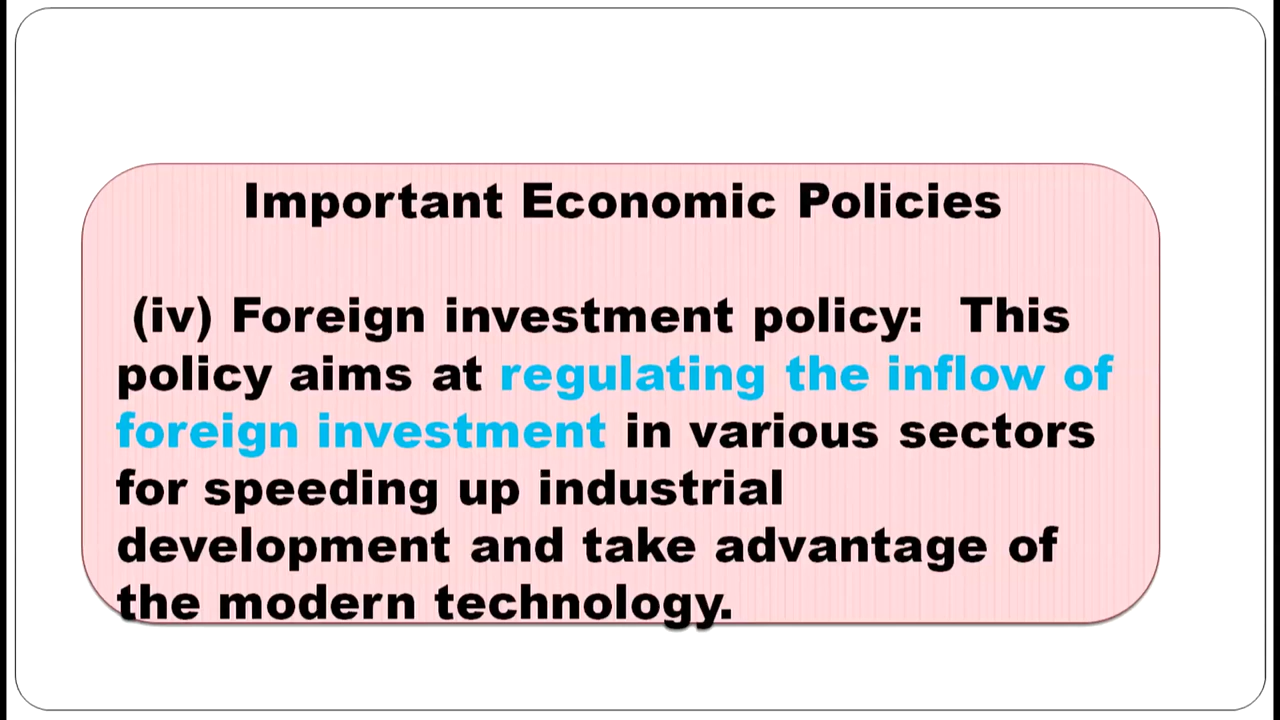 Important Economic Policies
(iv) Foreign investment policy: This
policy aims at regulating the inflow of
foreign investment in various sectors
for speeding up industrial
development and take advantage of
the modern technology.